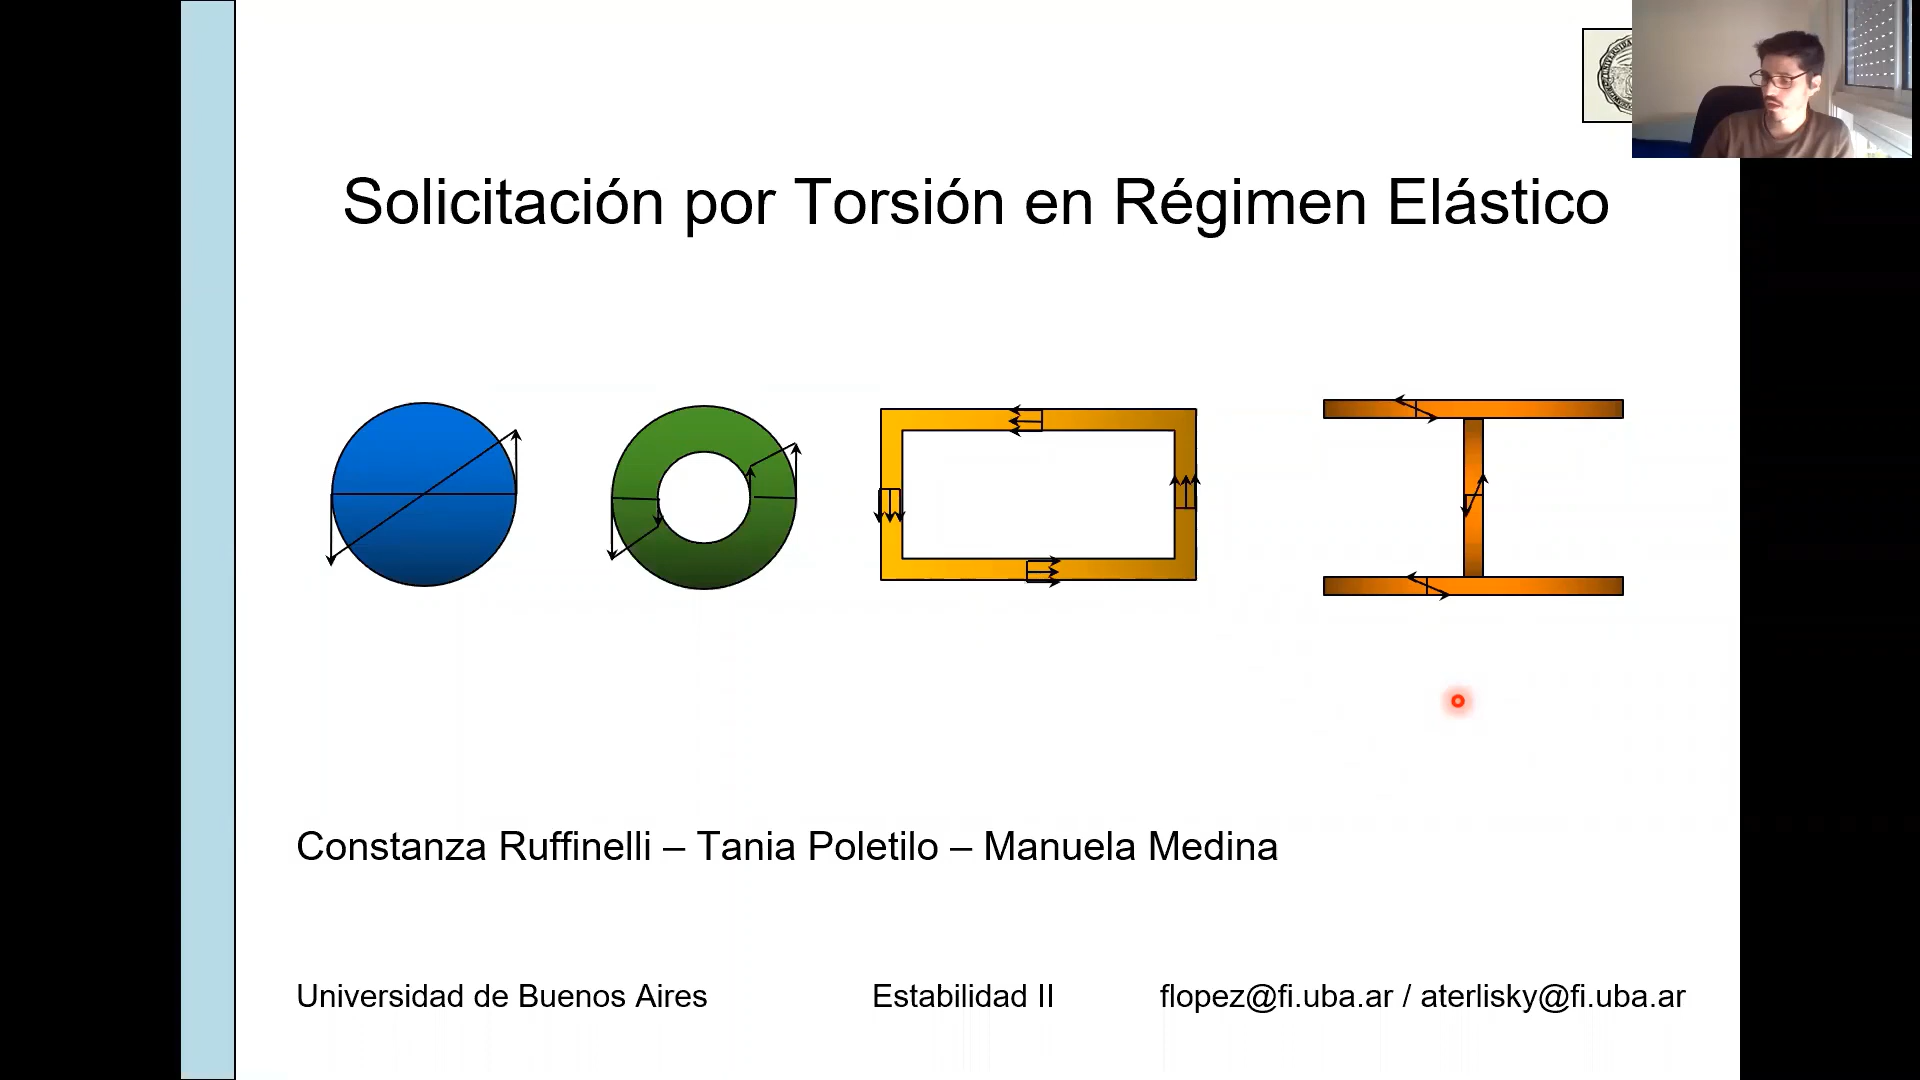 Solicitación por Torsión en Régimen Elástico
Constanza Ruffinelli – Tania Poletilo – Manuela Medina
Universidad de Buenos Aires
Estabilidad II
flopez@fi.uba.ar / aterlisky@fi.uba.ar